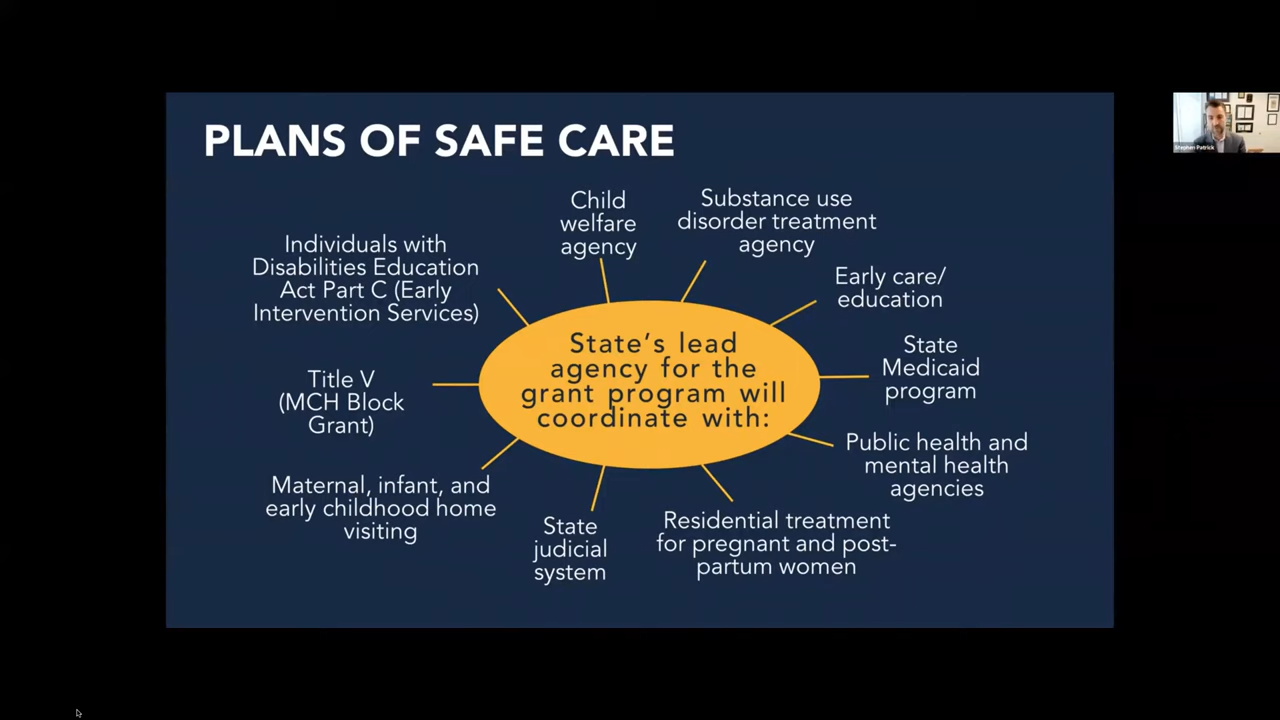 PLANS OF SAFE CARE
Child
welfare
agency
Substance use
disorder treatment
agency
Individuals with
Disabilities Education
Act Part C (Early
Intervention Services)
Early care/
education
State's lead
agency for the
grant program will
coordinate with:
State
Medicaid
program
Title V
(MCH Block
Grant)
Public health and
mental health
agencies
Maternal, infant, and
early childhood home
visiting
State
judicial
system
Residential treatment
for pregnant and post-
partum women
Stephen Patrick